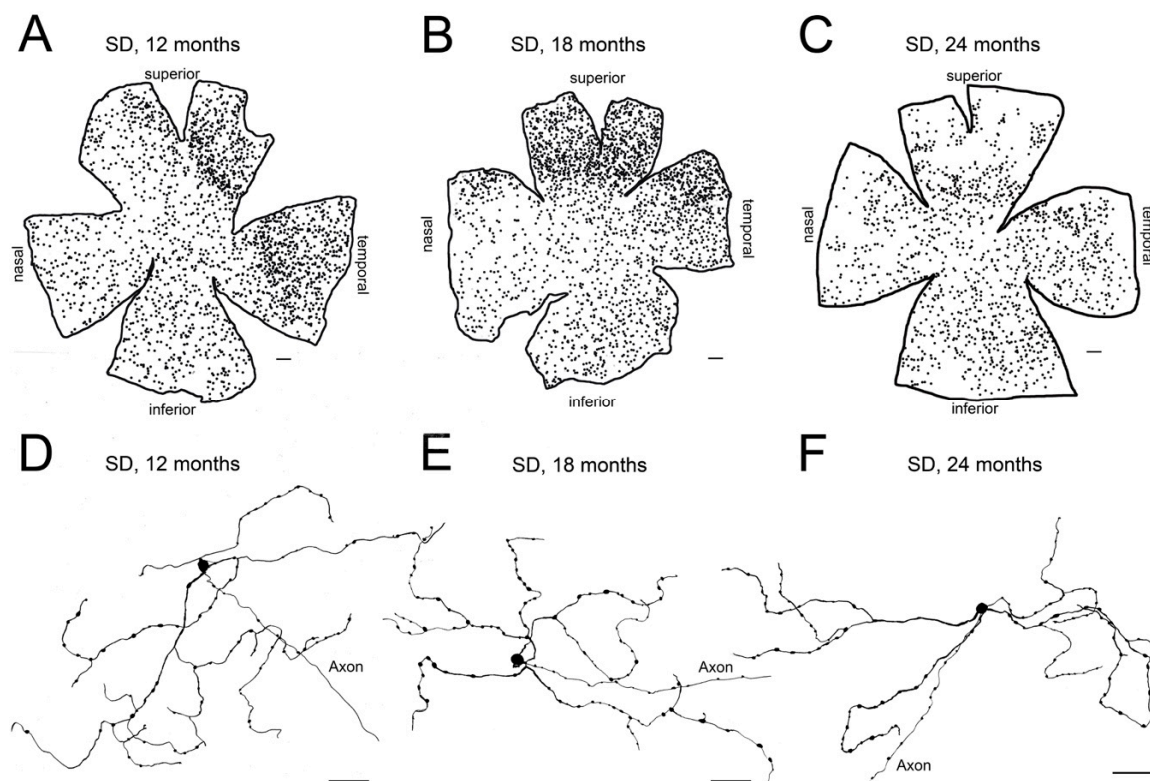 A
SD, 12 months
superior
nasal
temporal
inferior
B
SD, 18 months
superior
nasal
temporal
inferior
C
SD, 24 months
superior
nasal
temporal
inferior
D
SD, 12 months
Axon
E
SD, 18 months
Axon
F
SD, 24 months
Axon